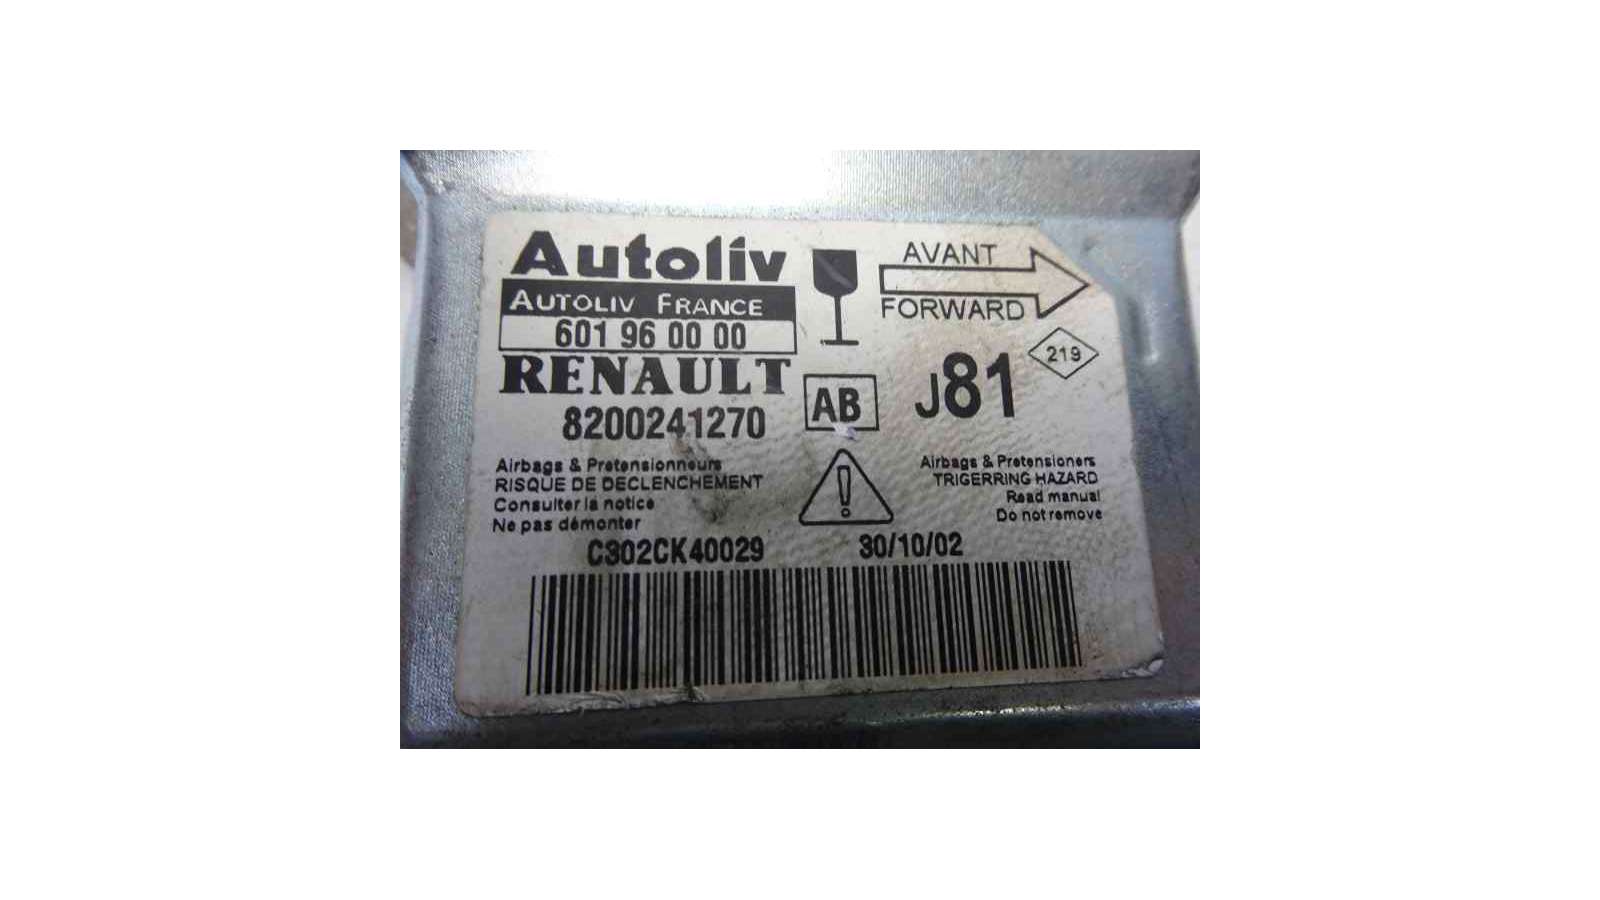 Autoliv
AUTOLIV FRANCE
601 96 00 00
RENAULT
8200241270
AVANT
FORWARD
219
AB
J81
Airbags & Pretensionneurs
RISQUE DE DECLENCHEMENT
Consulter la notice
Ne pas démonter
Airbags & Pretensioners
TRIGERRING HAZARD
Read manual
Do not remove
C302CK40029
30/10/02